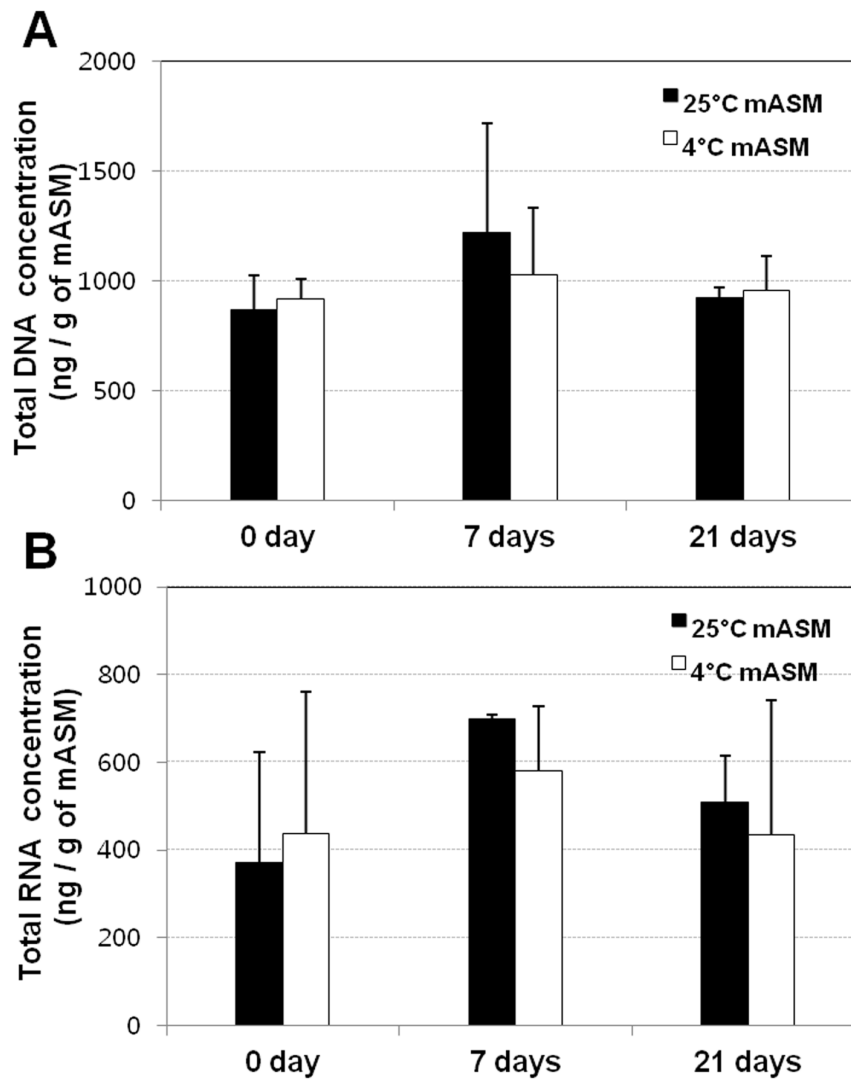 A
Total DNA concentration
(ng / g of mASM)
2000
1500
1000
500
0
25°C mASM
4°C mASM
0 day
7 days
21 days
B
Total RNA concentration
(ng / g of mASM)
1000
800
600
400
200
0
25°C mASM
4°C mASM
0 day
7 days
21 days